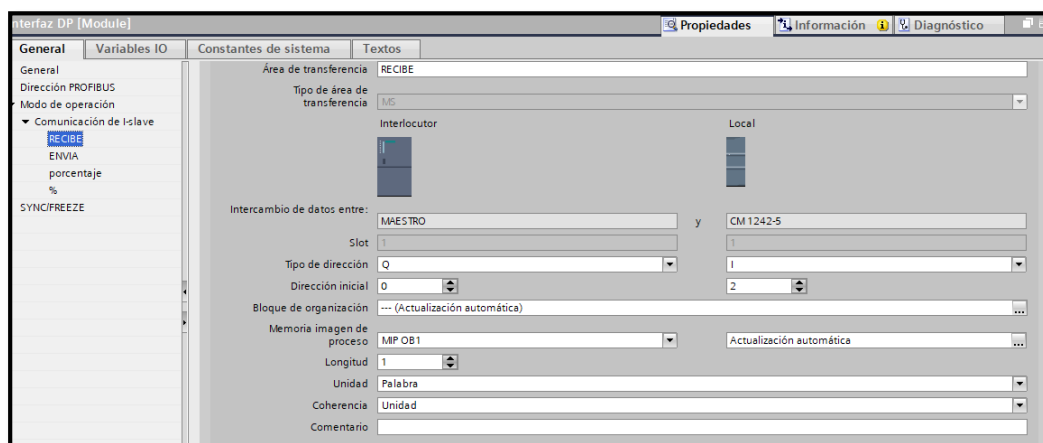 nterfaz DP [Module]
Propiedades Información Diagnóstico
General Variables IO Constantes de sistema Textos
General
Dirección PROFIBUS
Modo de operación
Comunicación de I-slave
RECIBE
ENVIA
porcentaje
%
SYNC/FREEZE
Área de transferencia RECIBE
Tipo de área de
transferencia MS
Interlocutor Local
Intercambio de datos entre:
MAESTRO y CM 1242-5
Slot 1 1
Tipo de dirección Q I
Dirección inicial 0 2
Bloque de organización --- (Actualización automática) ...
Memoria imagen de
proceso MIP OB1 Actualización automática ...
Longitud 1
Unidad Palabra
Coherencia Unidad
Comentario